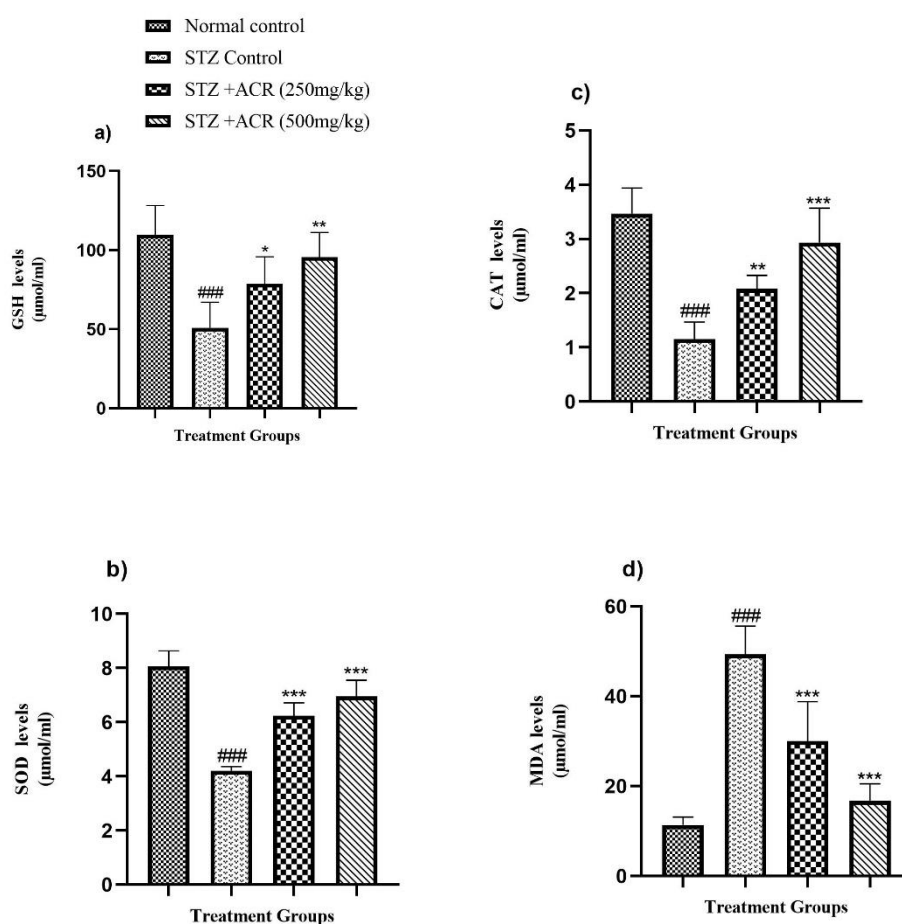 Normal control
STZ Control
STZ +ACR (250mg/kg)
STZ +ACR (500mg/kg)
a)
150
100
50
0
GSH levels
(µmol/ml)
###
*
**
Treatment Groups
c)
5
4
3
2
1
0
CAT levels
(µmol/ml)
###
**
***
Treatment Groups
b)
10
8
6
4
2
0
SOD levels
(µmol/ml)
###
***
***
Treatment Groups
d)
60
40
20
0
MDA levels
(µmol/ml)
###
***
***
Treatment Groups